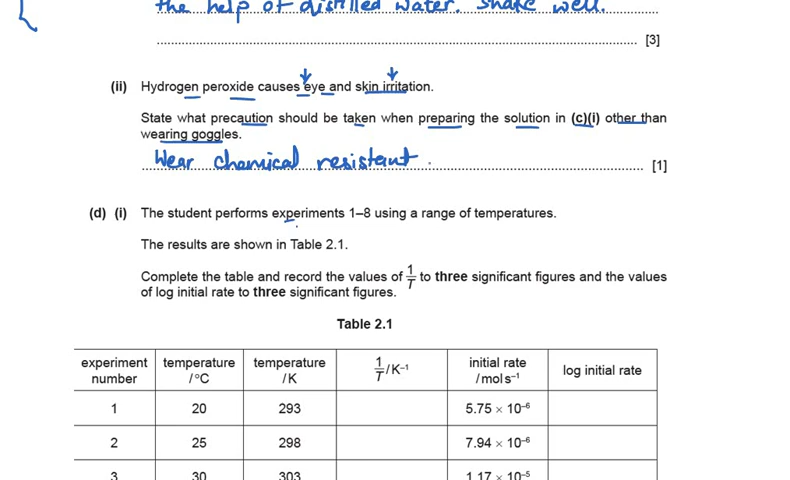 the help of distilled water. Shake well.
[3]
(ii) Hydrogen peroxide causes eye and skin irritation.
State what precaution should be taken when preparing the solution in (c)(i) other than
wearing goggles.
Wear chemical resistant.
[1]
(d) (i) The student performs experiments 1–8 using a range of temperatures.
The results are shown in Table 2.1.
Complete the table and record the values of 1/T to three significant figures and the values
of log initial rate to three significant figures.
Table 2.1
experiment number | temperature /°C | temperature /K | 1/T /K⁻¹ | initial rate /mol s⁻¹ | log initial rate
1 | 20 | 293 | | 5.75 × 10⁻⁶ |
2 | 25 | 298 | | 7.94 × 10⁻⁶ |
3 | 30 | 303 | | 1.17 × 10⁻⁵ |